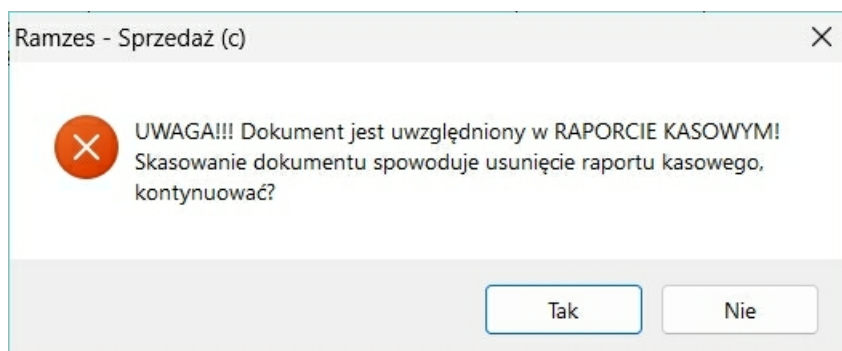 Ramzes - Sprzedaż (c)
UWAGA!!! Dokument jest uwzględniony w RAPORCIE KASOWYM!
Skasowanie dokumentu spowoduje usunięcie raportu kasowego,
kontynuować?
Tak Nie